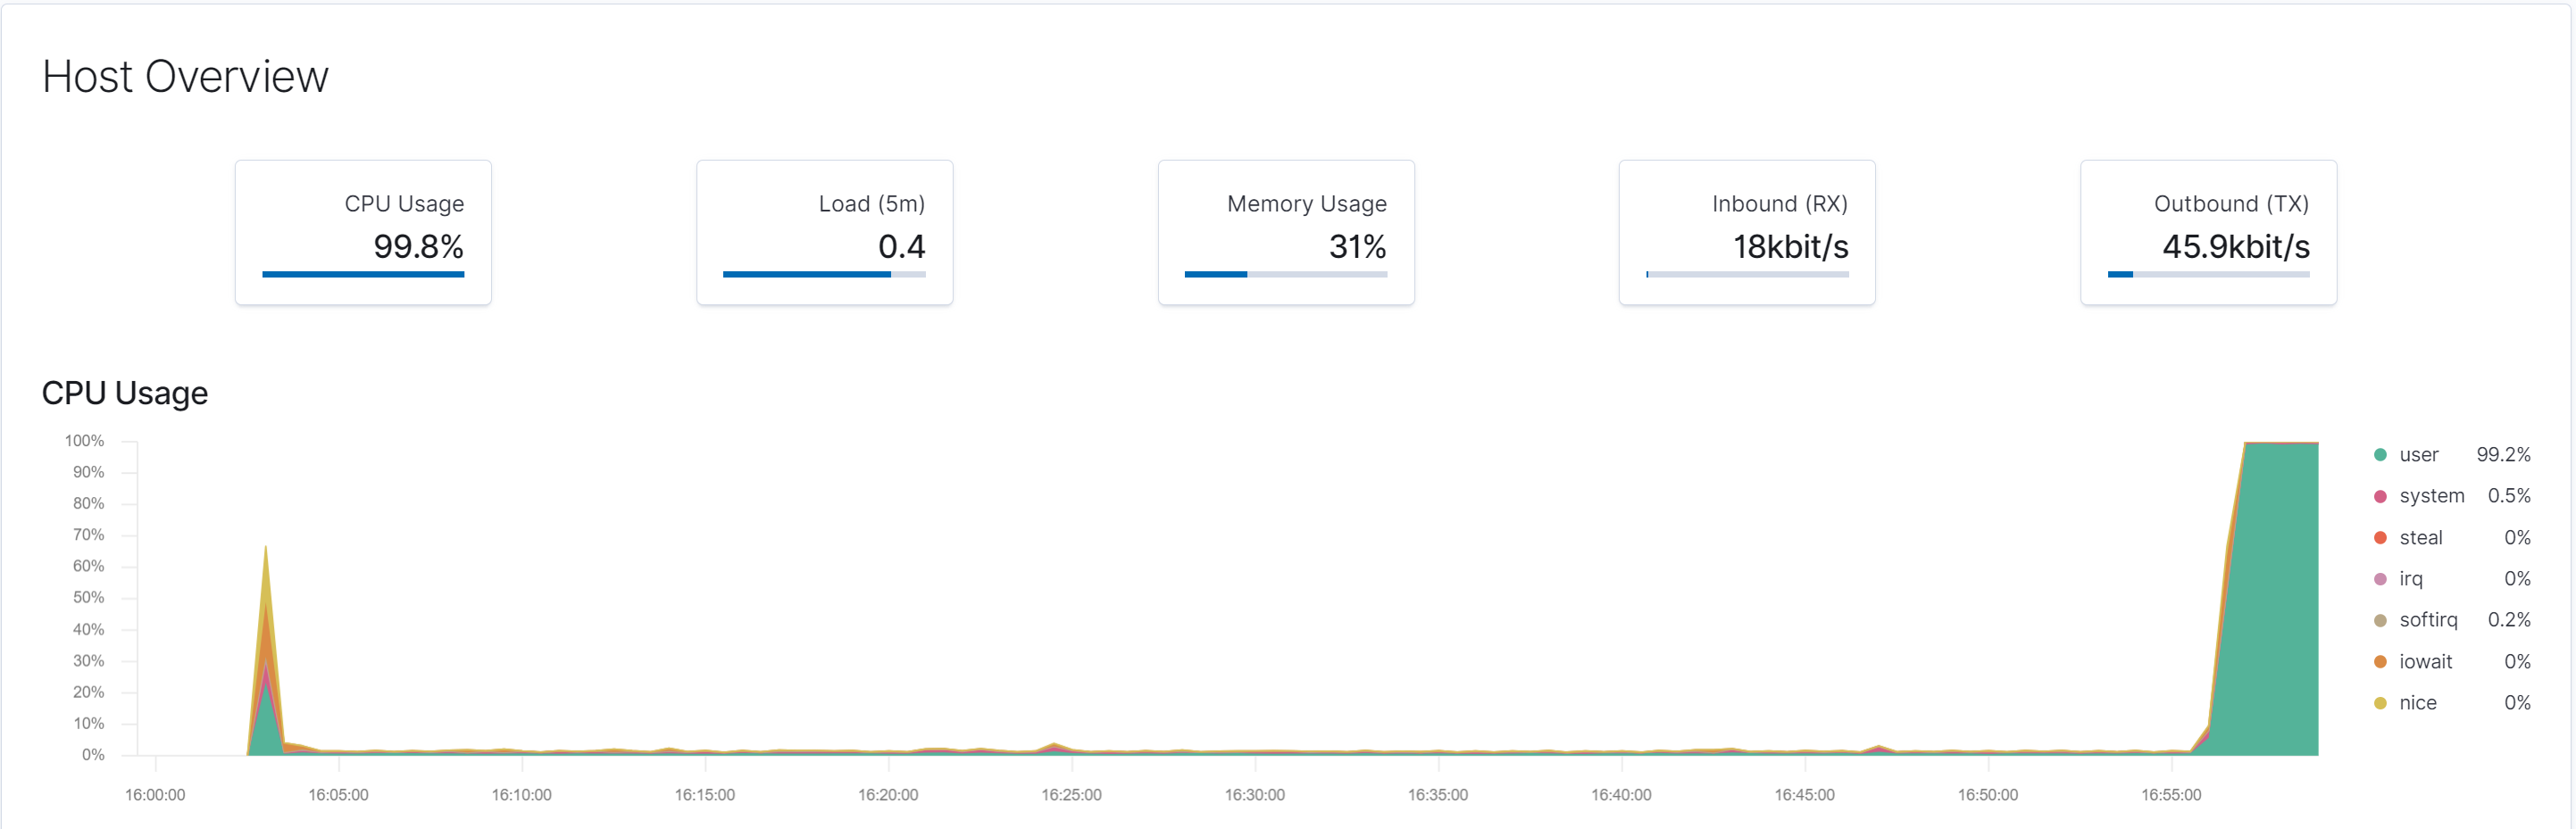 Host Overview
CPU Usage
99.8%
Load (5m)
0.4
Memory Usage
31%
Inbound (RX)
18kbit/s
Outbound (TX)
45.9kbit/s
CPU Usage
100%
90%
80%
70%
60%
50%
40%
30%
20%
10%
0%
16:00:00 16:05:00 16:10:00 16:15:00 16:20:00 16:25:00 16:30:00 16:35:00 16:40:00 16:45:00 16:50:00 16:55:00
user 99.2%
system 0.5%
steal 0%
irq 0%
softirq 0.2%
iowait 0%
nice 0%